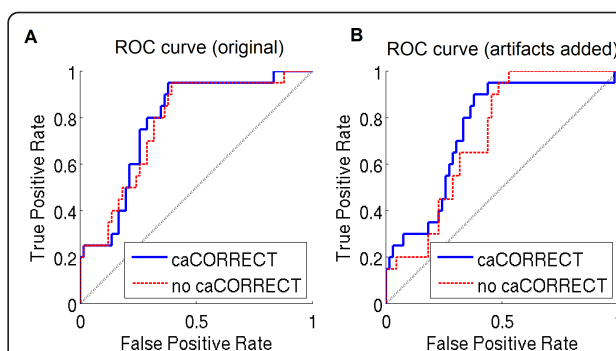 A
ROC curve (original)
True Positive Rate
1
0.8
0.6
0.4
0.2
0
caCORRECT
no caCORRECT
0
0.5
1
False Positive Rate
B
ROC curve (artifacts added)
True Positive Rate
1
0.8
0.6
0.4
0.2
0
caCORRECT
no caCORRECT
0
0.5
1
False Positive Rate